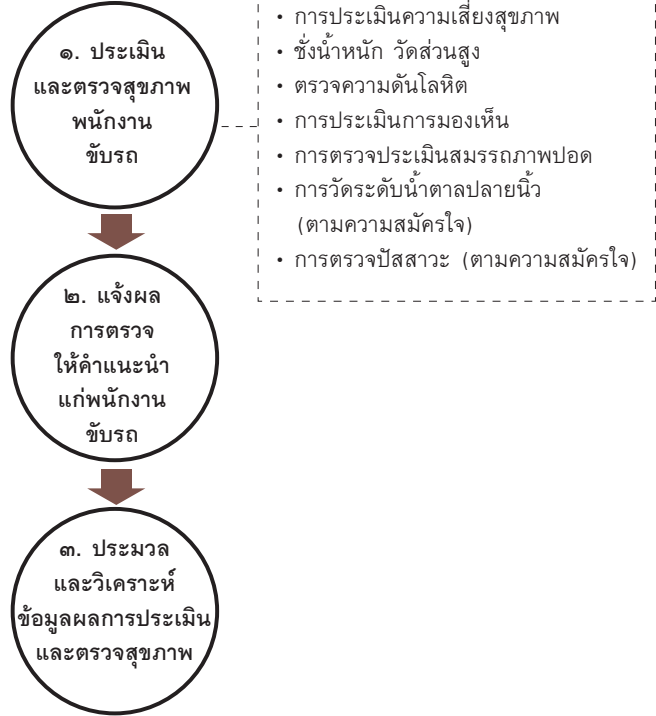 ๑. ประเมิน
และตรวจสุขภาพ
พนักงาน
ขับรถ
• การประเมินความเสี่ยงสุขภาพ
• ชั่งน้ำหนัก วัดส่วนสูง
• ตรวจความดันโลหิต
• การประเมินการมองเห็น
• การตรวจประเมินสมรรถภาพปอด
• การวัดระดับน้ำตาลปลายนิ้ว
(ตามความสมัครใจ)
• การตรวจปัสสาวะ (ตามความสมัครใจ)
๒. แจ้งผล
การตรวจ
ให้คำแนะนำ
แก่พนักงาน
ขับรถ
๓. ประมวล
และวิเคราะห์
ข้อมูลผลการประเมิน
และตรวจสุขภาพ